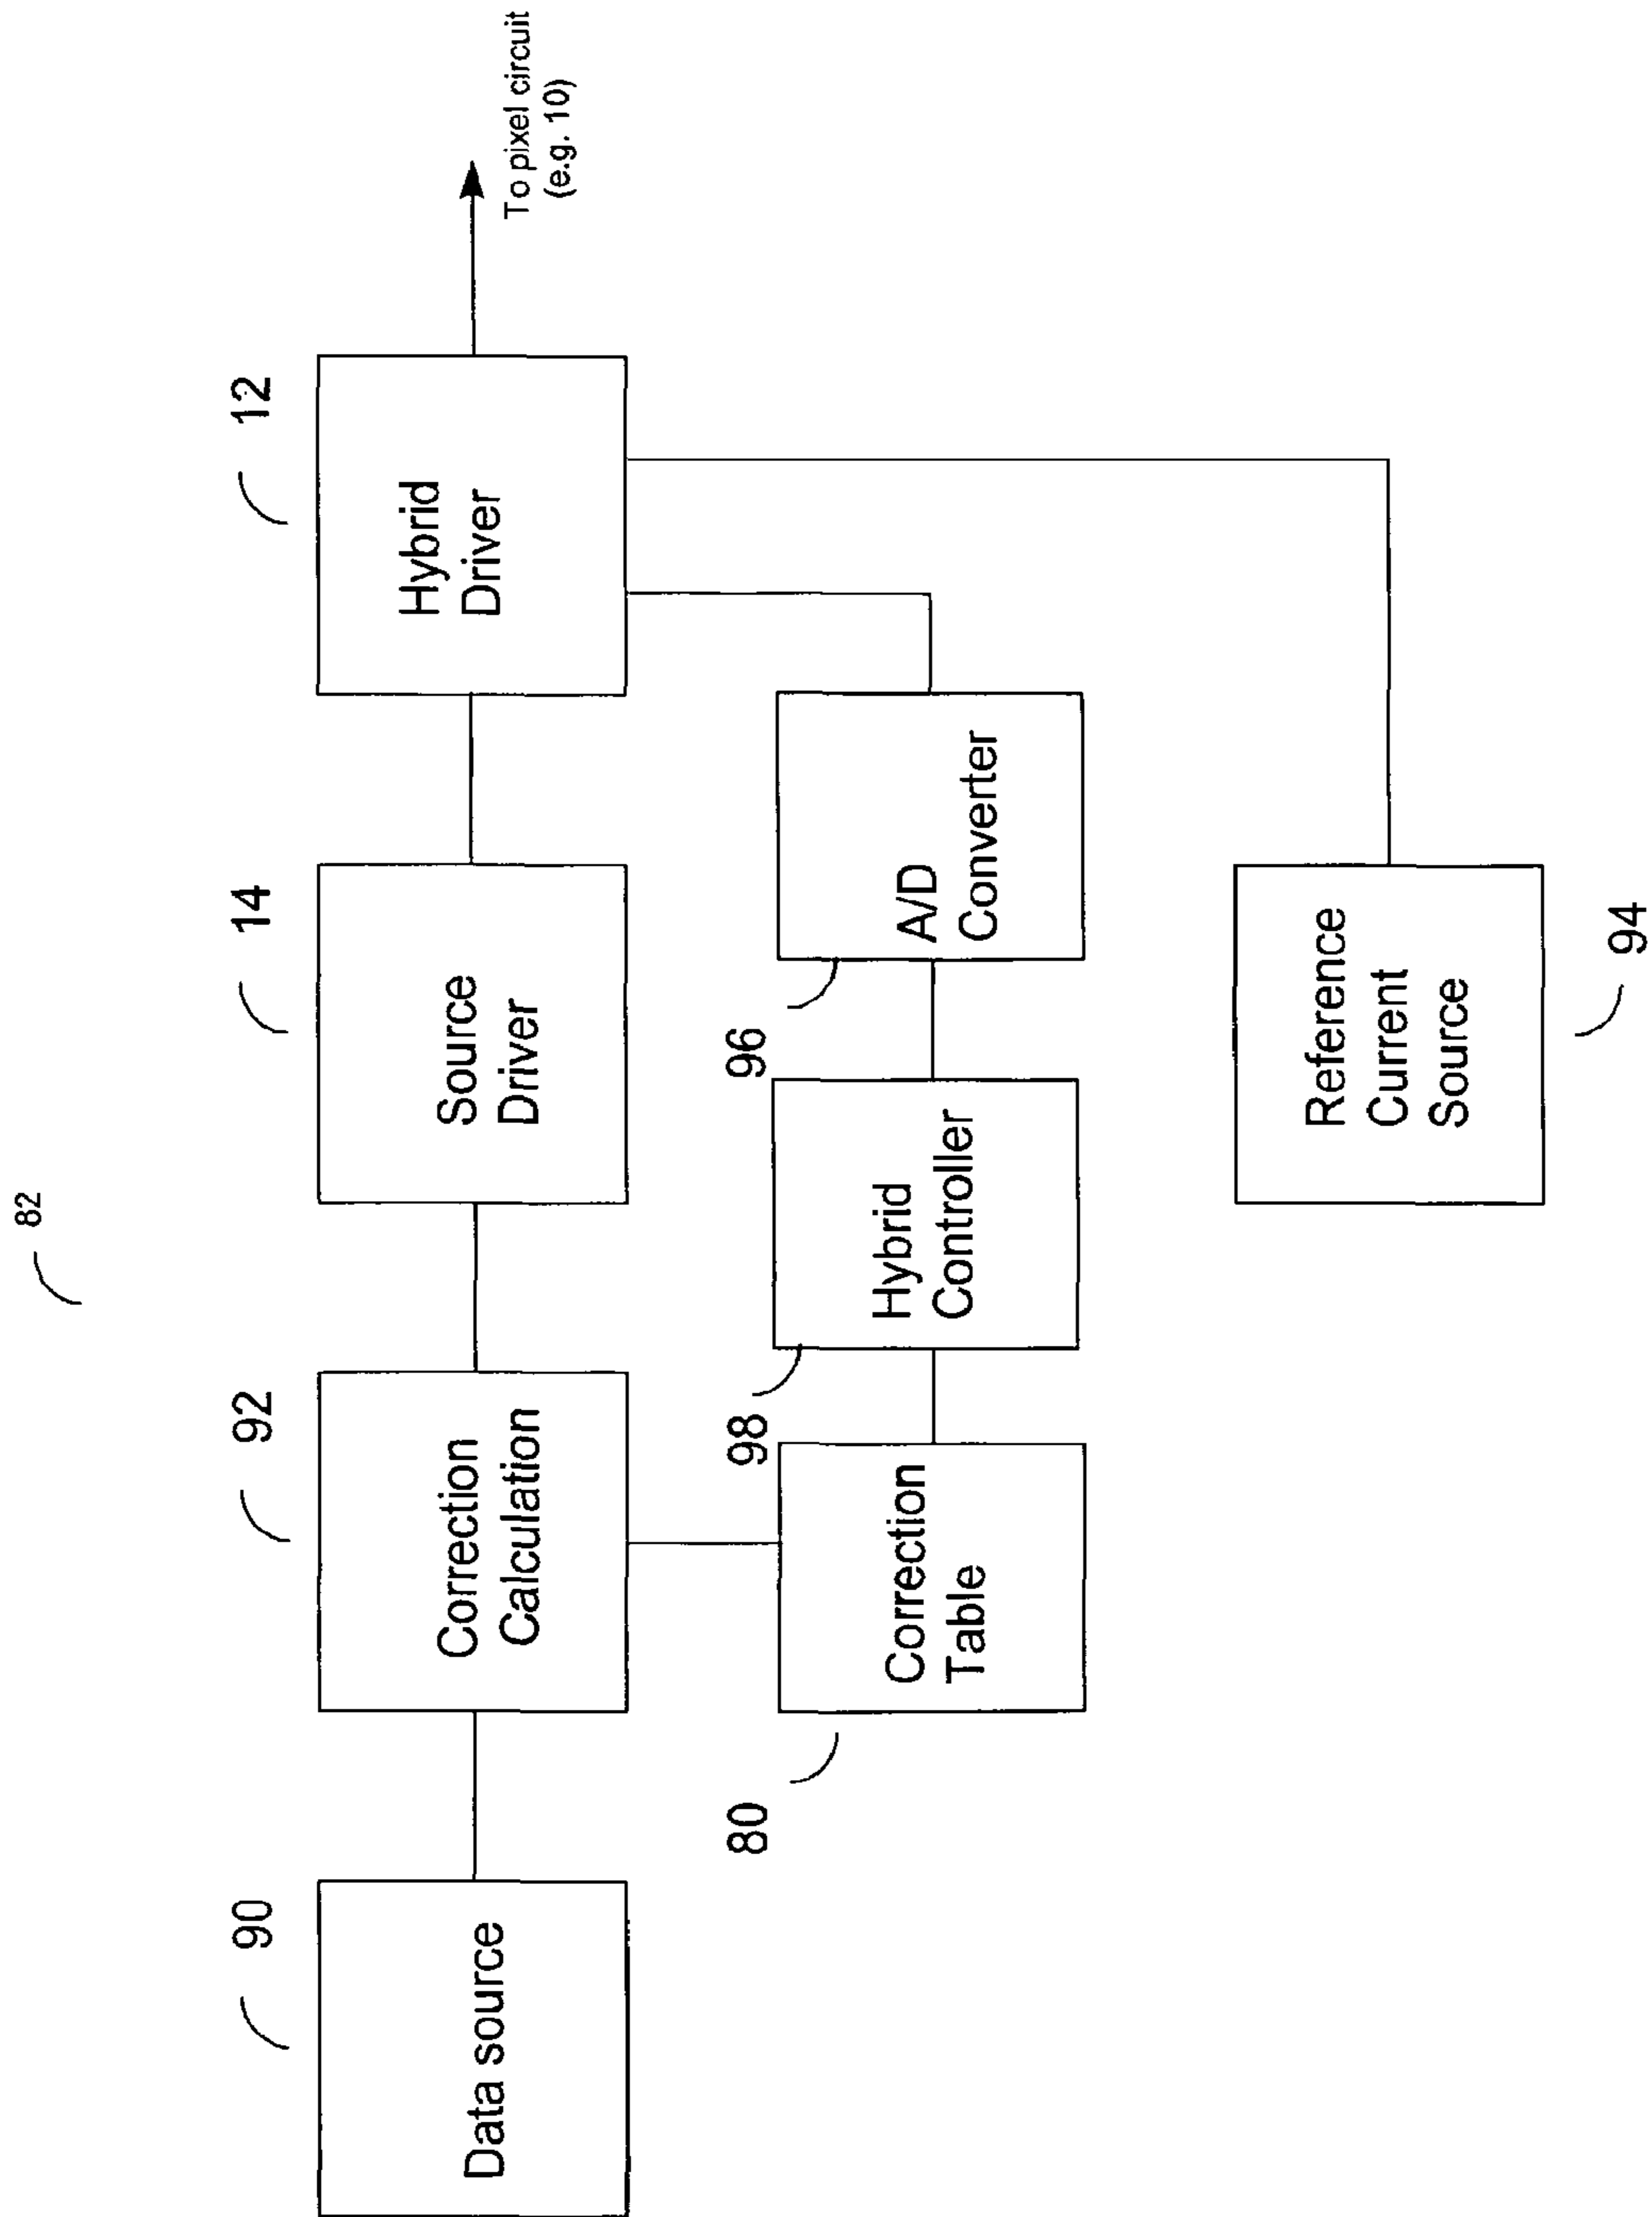 82
90
92
14
12
Data source
Correction
Calculation
Source
Driver
Hybrid
Driver
To pixel circuit
(e.g. 10)
80
98
96
Correction
Table
Hybrid
Controller
A/D
Converter
Reference
Current
Source
94